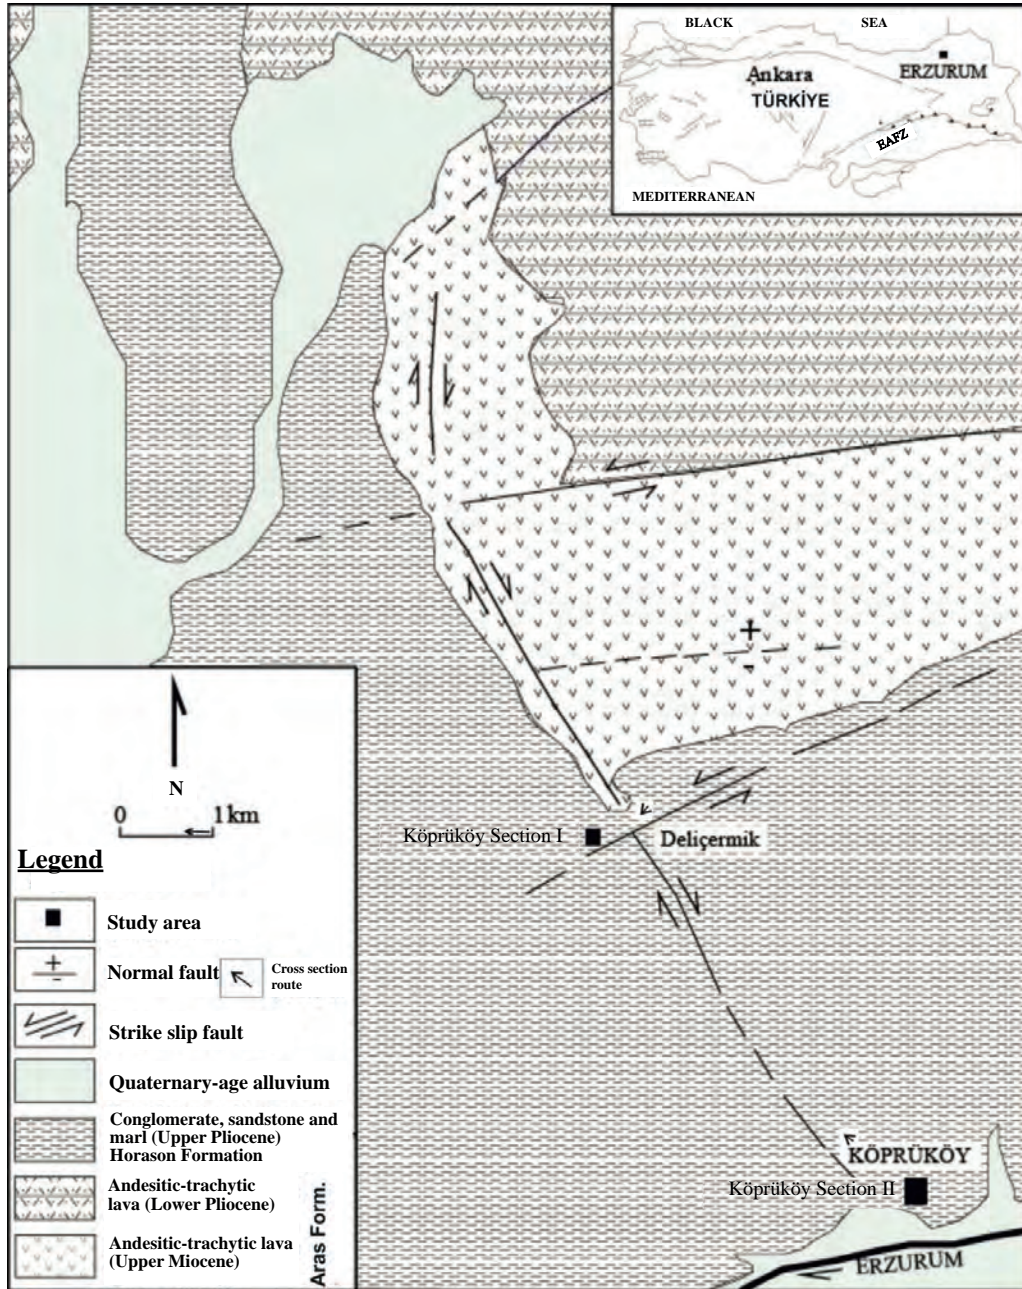 BLACK SEA
ERZURUM
Ankara
TÜRKİYE
EAFZ
MEDITERRANEAN
+
-
N
0 1 km
Köprüköy Section I
Deliçermik
Legend
Study area
+
-
Normal fault
Cross section
route
Strike slip fault
Quaternary-age alluvium
Conglomerate, sandstone and
marl (Upper Pliocene)
Horason Formation
Andesitic-trachytic
lava (Lower Pliocene)
Andesitic-trachytic lava
(Upper Miocene)
Aras Form.
KÖPRÜKÖY
Köprüköy Section II
ERZURUM